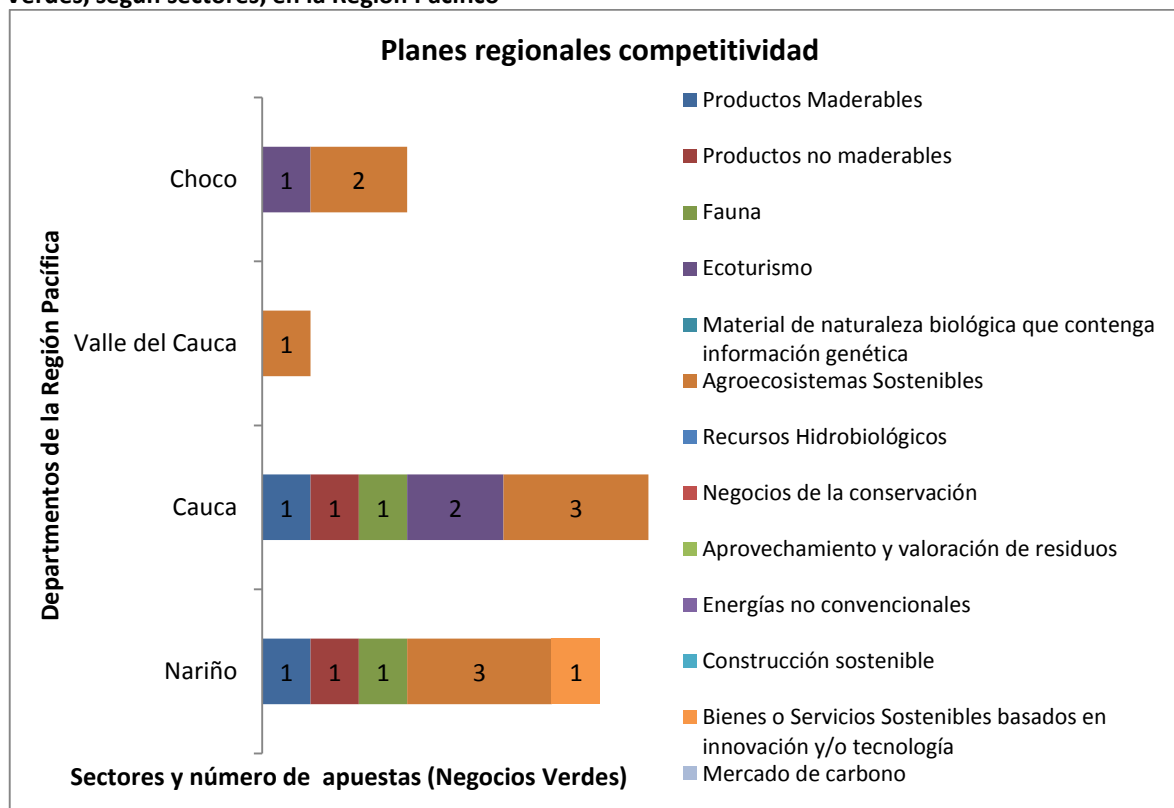 Verdes, según sectores, en la Región Pacífico
Planes regionales competitividad
Departmentos de la Región Pacífica
Choco
1 2
Valle del Cauca
1
Cauca
1 1 1 2 3
Nariño
1 1 1 3 1
Sectores y número de apuestas (Negocios Verdes)
Productos Maderables
Productos no maderables
Fauna
Ecoturismo
Material de naturaleza biológica que contenga
información genética
Agroecosistemas Sostenibles
Recursos Hidrobiológicos
Negocios de la conservación
Aprovechamiento y valoración de residuos
Energías no convencionales
Construcción sostenible
Bienes o Servicios Sostenibles basados en
innovación y/o tecnología
Mercado de carbono